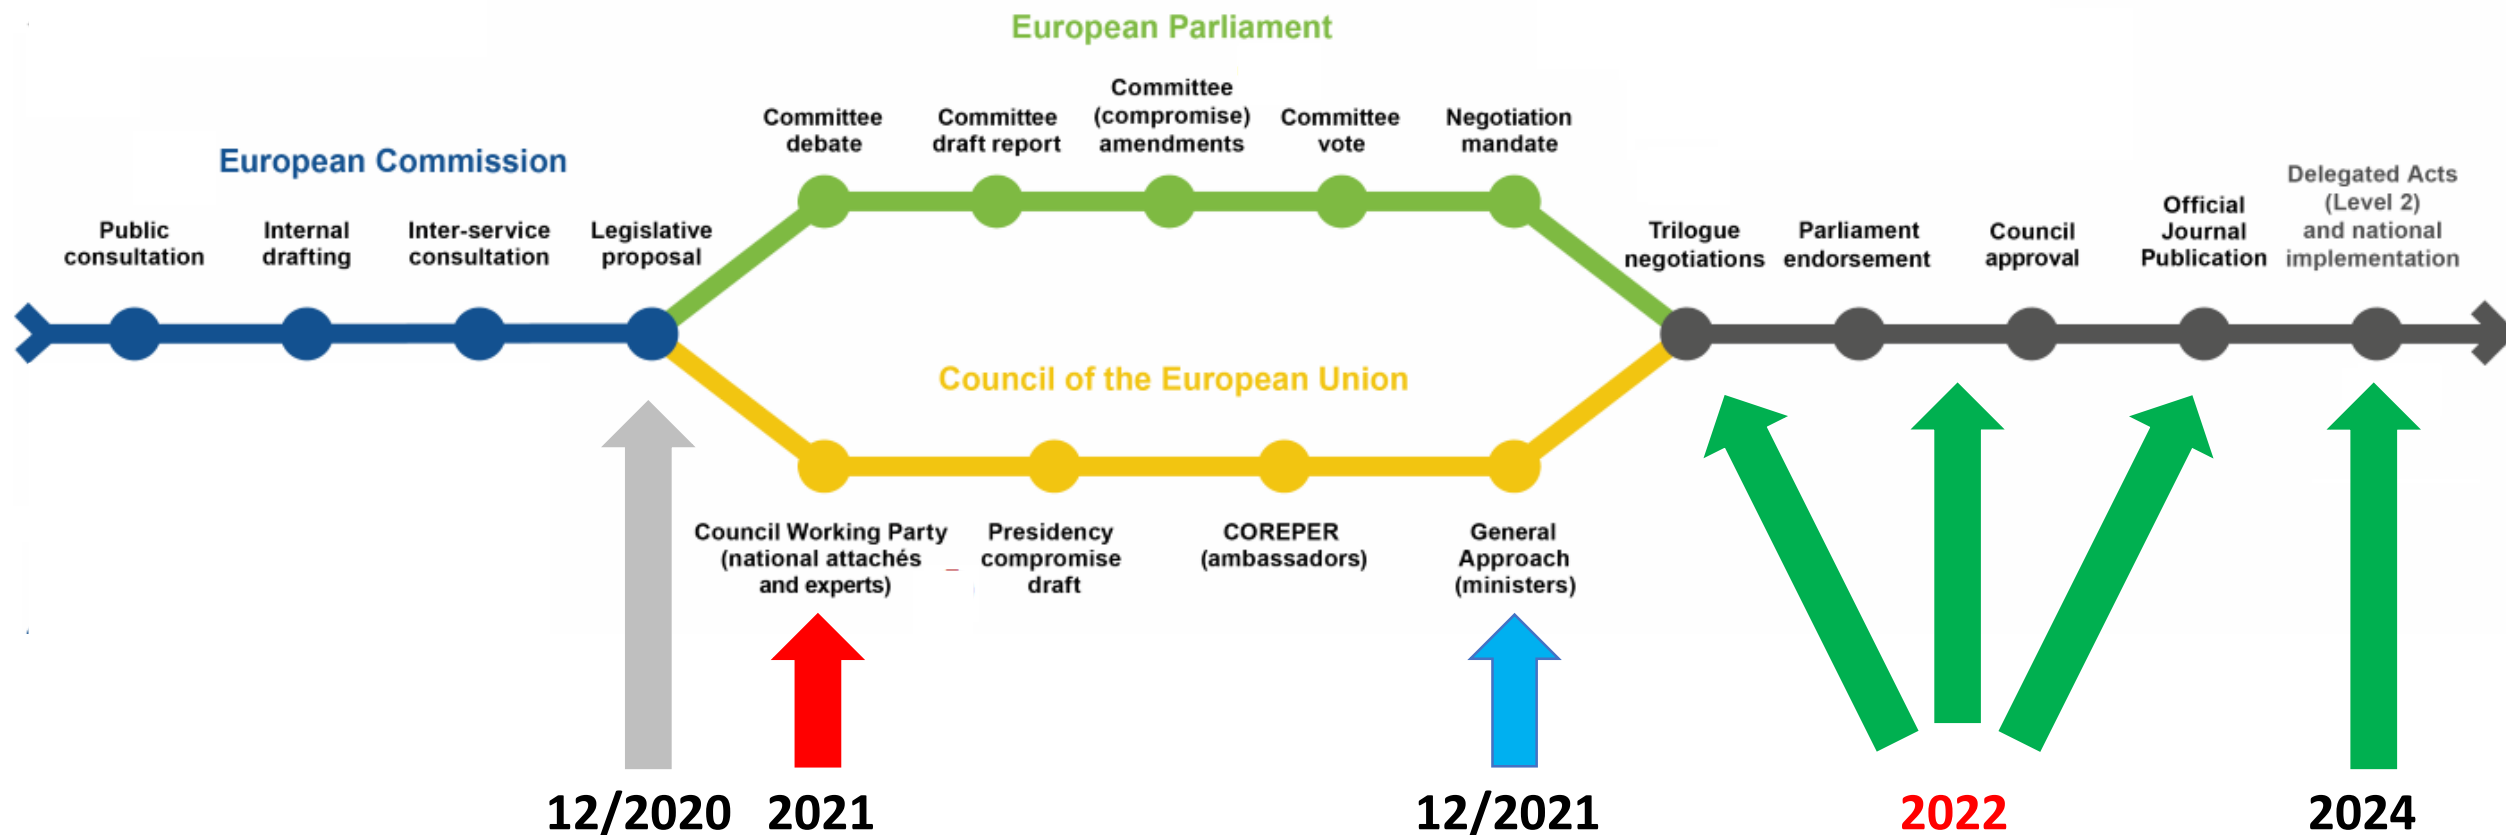 European Parliament
Committee
debate
Committee
draft report
Committee
(compromise)
amendments
Committee
vote
Negotiation
mandate
European Commission
Public
consultation
Internal
drafting
Inter-service
consultation
Legislative
proposal
Trilogue
negotiations
Parliament
endorsement
Council
approval
Official
Journal
Publication
Delegated Acts
(Level 2)
and national
implementation
Council of the European Union
Council Working Party
(national attachés
and experts)
Presidency
compromise
draft
COREPER
(ambassadors)
General
Approach
(ministers)
12/2020
2021
12/2021
2022
2024